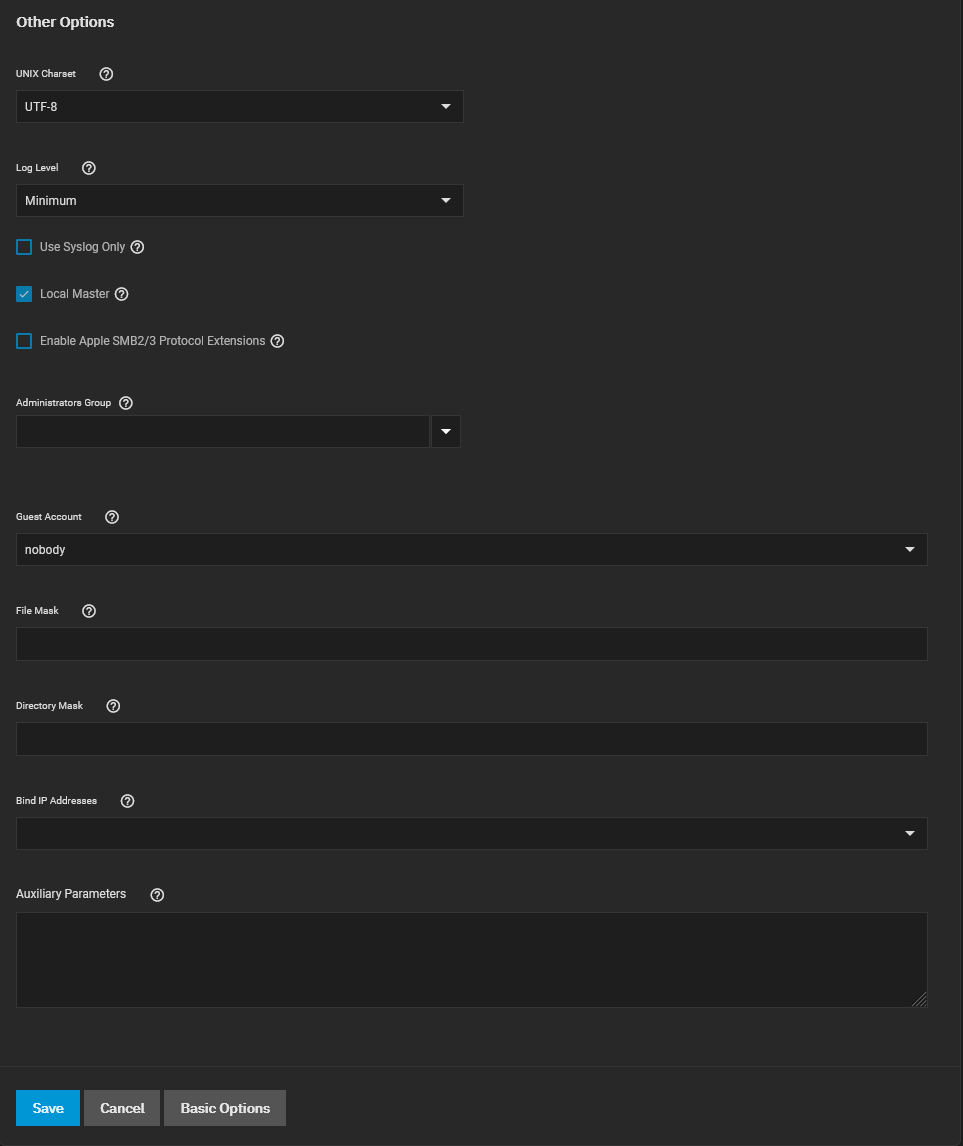 Other Options
UNIX Charset
UTF-8
Log Level
Minimum
Use Syslog Only
Local Master
Enable Apple SMB2/3 Protocol Extensions
Administrators Group
Guest Account
nobody
File Mask
Directory Mask
Bind IP Addresses
Auxiliary Parameters
Save Cancel Basic Options